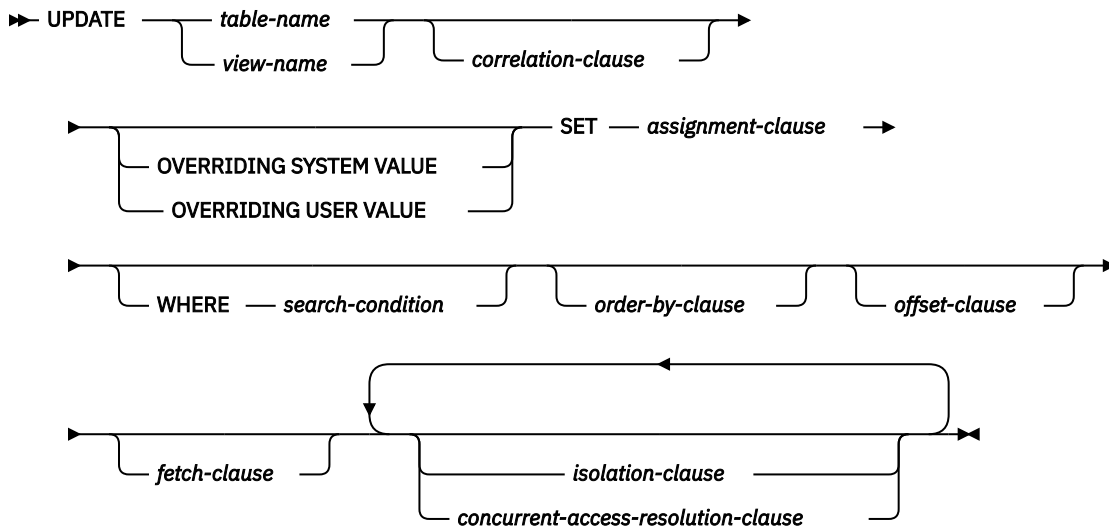 UPDATE table-name
view-name correlation-clause
SET assignment-clause
OVERRIDING SYSTEM VALUE
OVERRIDING USER VALUE
WHERE search-condition order-by-clause offset-clause
fetch-clause isolation-clause
concurrent-access-resolution-clause